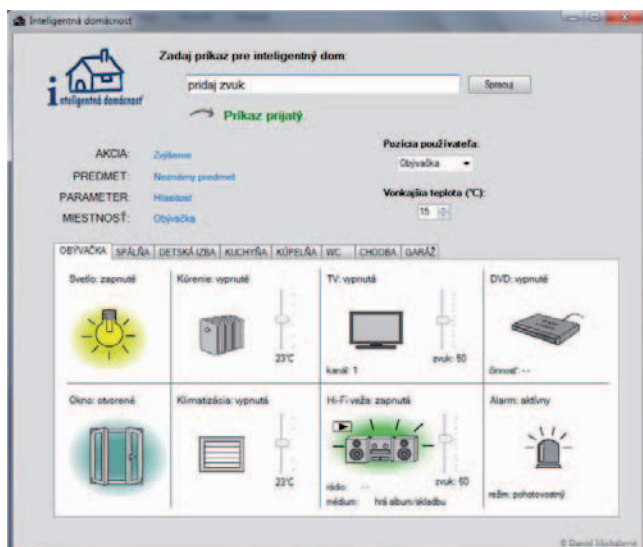 Inteligentná domácnosť
Zadaj príkaz pre inteligentný dom:
pridaj zvuk
Spracuj
inteligentná domácnosť
Príkaz prijatý
AKCIA: Zvýšenie
PREDMET: Neznámy predmet
PARAMETER: Hlasitosť
MIESTNOSŤ: Obývačka
Pozícia používateľa:
Obývačka
Vonkajšia teplota (°C):
15
OBÝVAČKA SPÁLŇA DETSKÁ IZBA KUCHYŇA KÚPEĽŇA WC CHODBA GARÁŽ
Svetlo: zapnuté
Kúrenie: vypnuté
23°C
TV: vypnutá
kanál: 1
zvuk: 50
DVD: vypnuté
činnosť: --
Okno: otvorené
Klimatizácia: vypnutá
23°C
Hi-Fi veža: zapnutá
rádio: --
zvuk: 60
médium: hrá album/skladbu
Alarm: aktívny
režim: pohotovostný
© Daniel